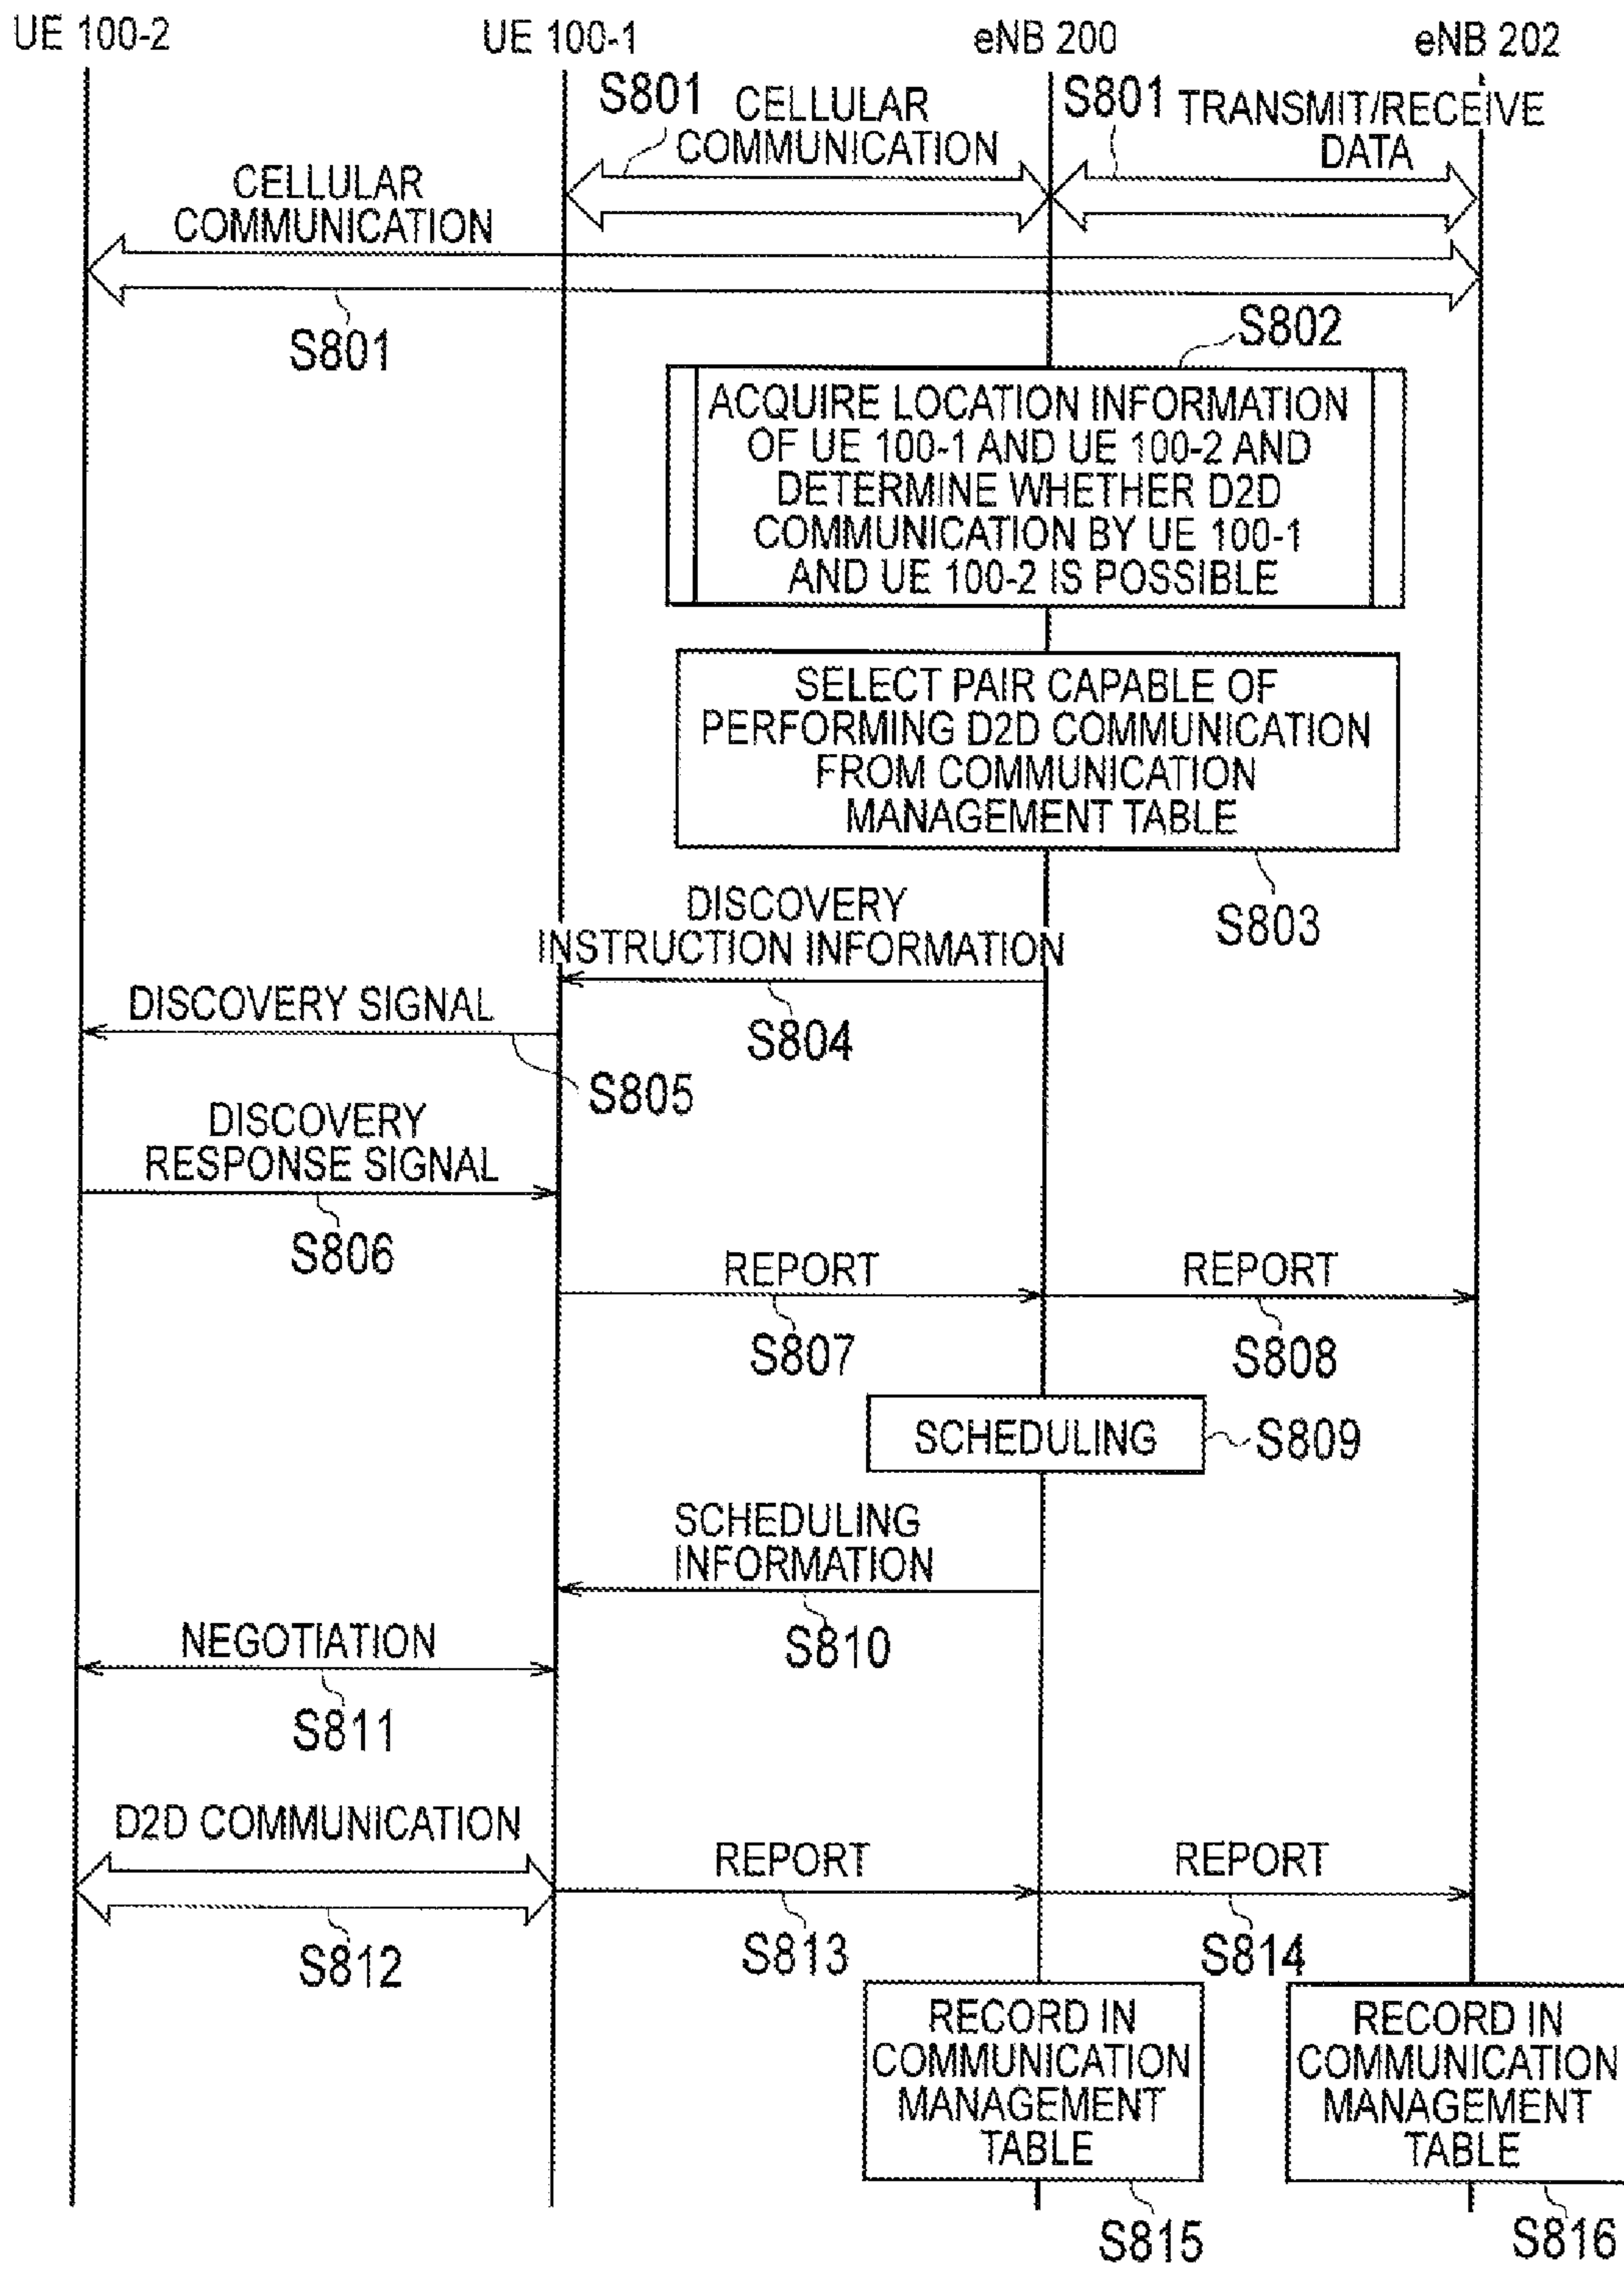 UE 100-2
UE 100-1
eNB 200
eNB 202
S801
CELLULAR
COMMUNICATION
S801
TRANSMIT/RECEIVE
DATA
CELLULAR
COMMUNICATION
S801
S802
ACQUIRE LOCATION INFORMATION
OF UE 100-1 AND UE 100-2 AND
DETERMINE WHETHER D2D
COMMUNICATION BY UE 100-1
AND UE 100-2 IS POSSIBLE
SELECT PAIR CAPABLE OF
PERFORMING D2D COMMUNICATION
FROM COMMUNICATION
MANAGEMENT TABLE
S803
DISCOVERY
INSTRUCTION INFORMATION
S804
DISCOVERY SIGNAL
S805
DISCOVERY
RESPONSE SIGNAL
S806
REPORT
S807
REPORT
S808
SCHEDULING
S809
SCHEDULING
INFORMATION
S810
NEGOTIATION
S811
D2D COMMUNICATION
S812
REPORT
S813
REPORT
S814
RECORD IN
COMMUNICATION
MANAGEMENT
TABLE
S815
RECORD IN
COMMUNICATION
MANAGEMENT
TABLE
S816